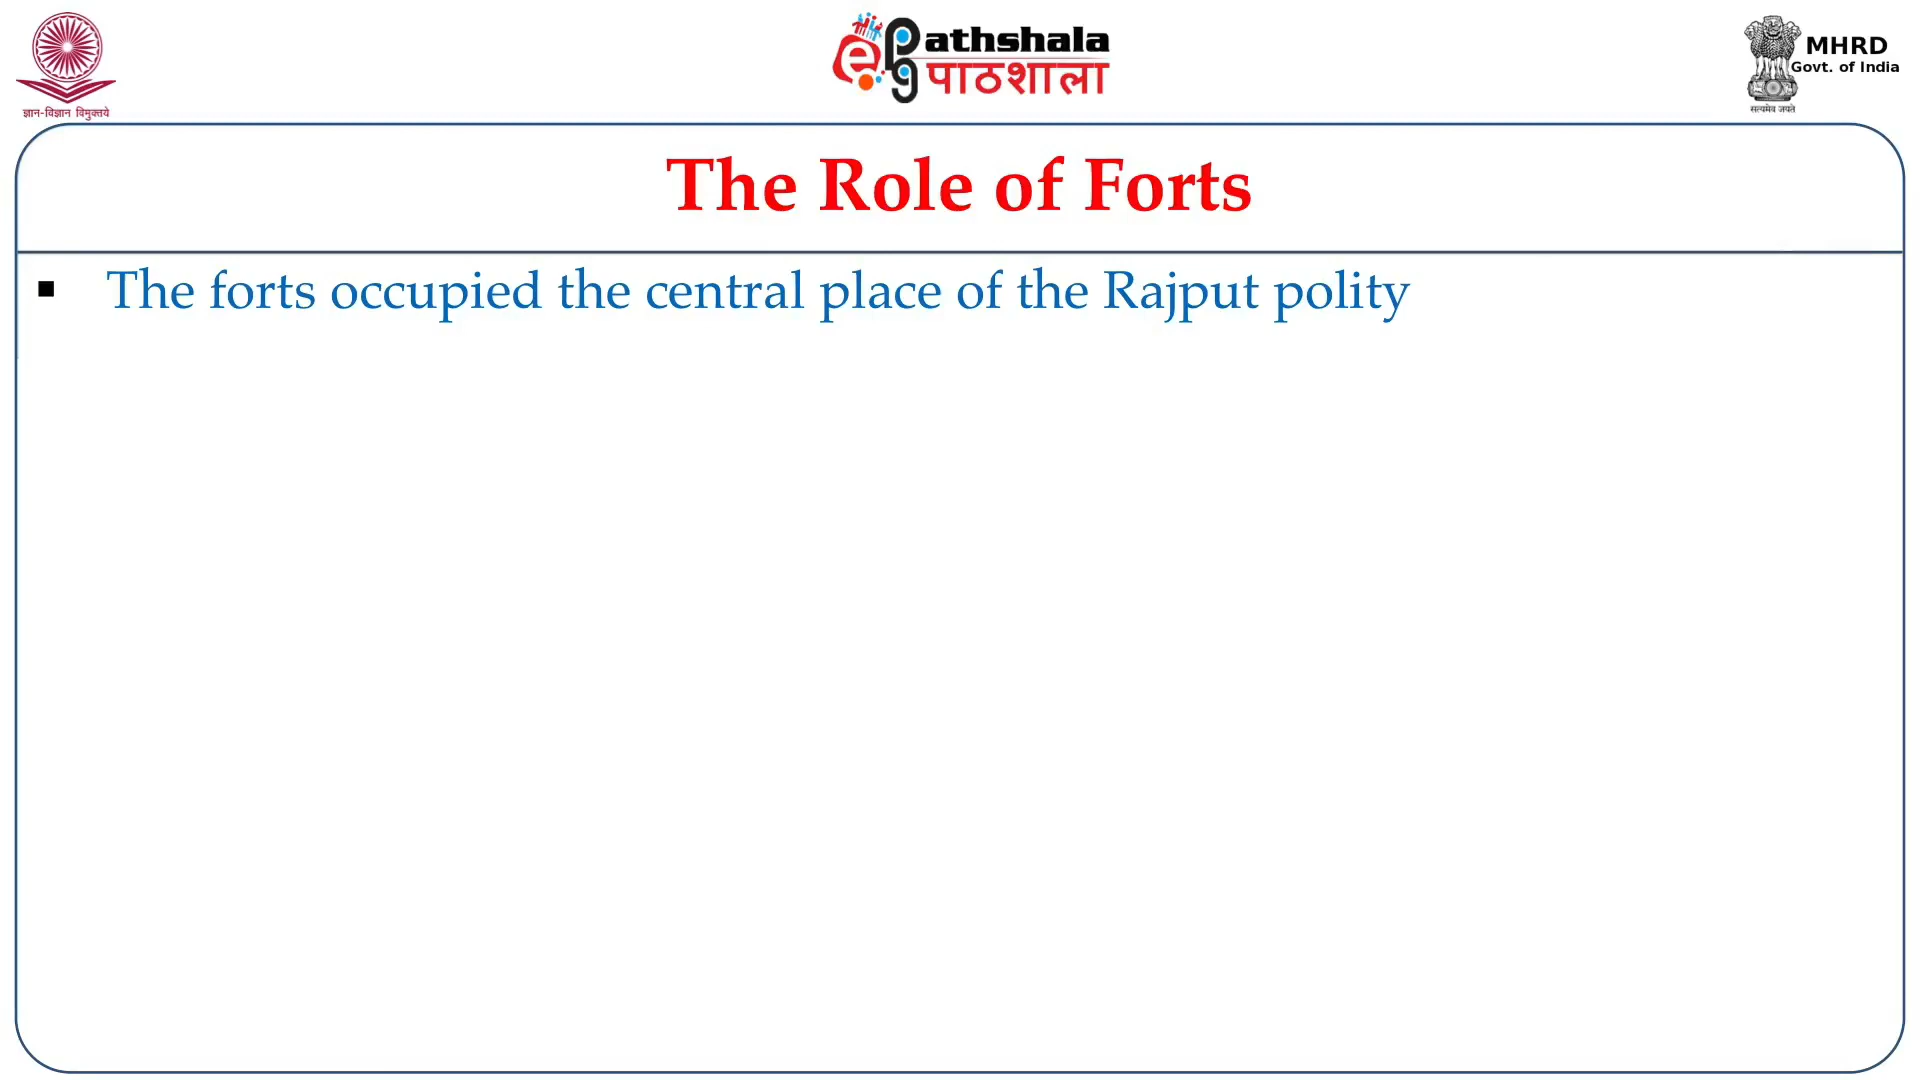 ज्ञान-विज्ञान विमुक्तये
ePathshala
पाठशाला
MHRD
Govt. of India
सत्यमेव जयते
The Role of Forts
▪ The forts occupied the central place of the Rajput polity